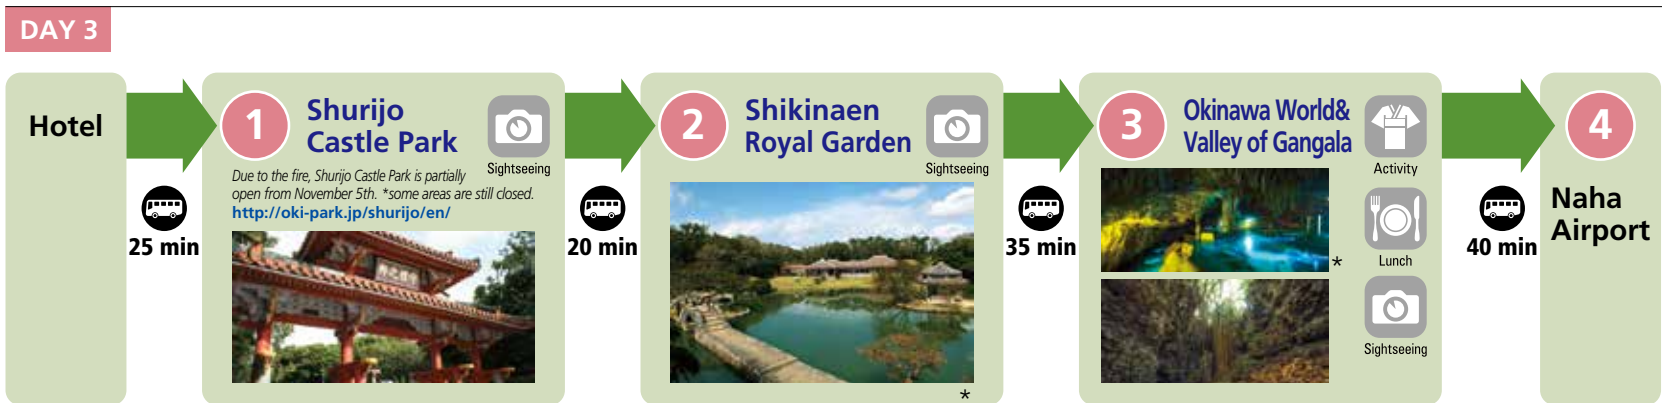 DAY 3
Hotel
25 min
1
Shurijo
Castle Park
Sightseeing
Due to the fire, Shurijo Castle Park is partially
open from November 5th. *some areas are still closed.
http://oki-park.jp/shurijo/en/
20 min
2
Shikinaen
Royal Garden
Sightseeing
*
35 min
3
Okinawa World&
Valley of Gangala
Activity
*
Lunch
Sightseeing
40 min
4
Naha
Airport